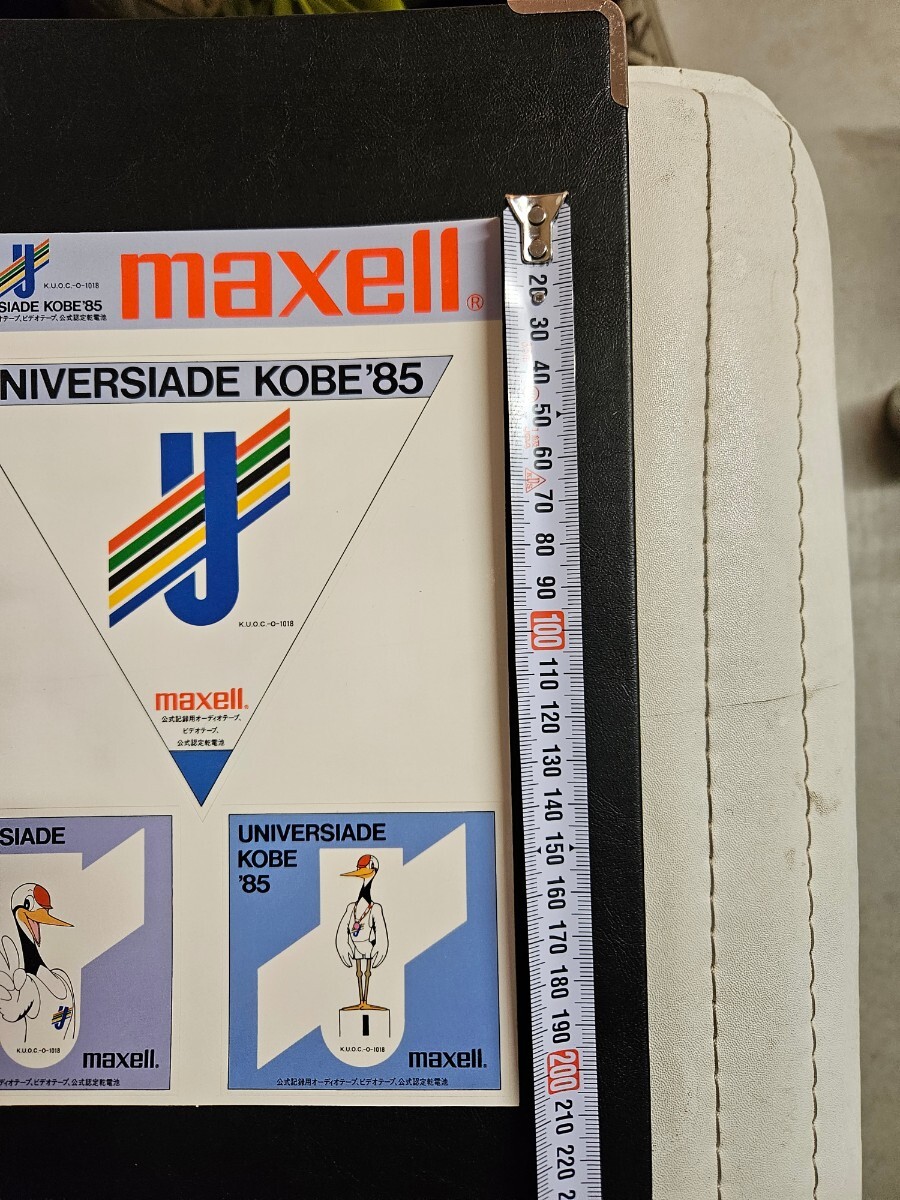 K.U.O.C.-O-1018
SIADE KOBE'85
オテープ、ビデオテープ、公式認定乾電池
maxell®
NIVERSIADE KOBE'85
K.U.O.C.-O-1018
maxell®
公式記録用オーディオテープ、
ビデオテープ、
公式認定乾電池
SIADE
K.U.O.C.-O-1018
maxell®
ディオテープ、ビデオテープ、公式認定乾電池
UNIVERSIADE
KOBE
'85
1
K.U.O.C.-O-1018
maxell®
公式記録用オーディオテープ、ビデオテープ、公式認定乾電池
20
30
40
50
60
70
80
90
100
110
120
130
140
150
160
170
180
190
200
210
220